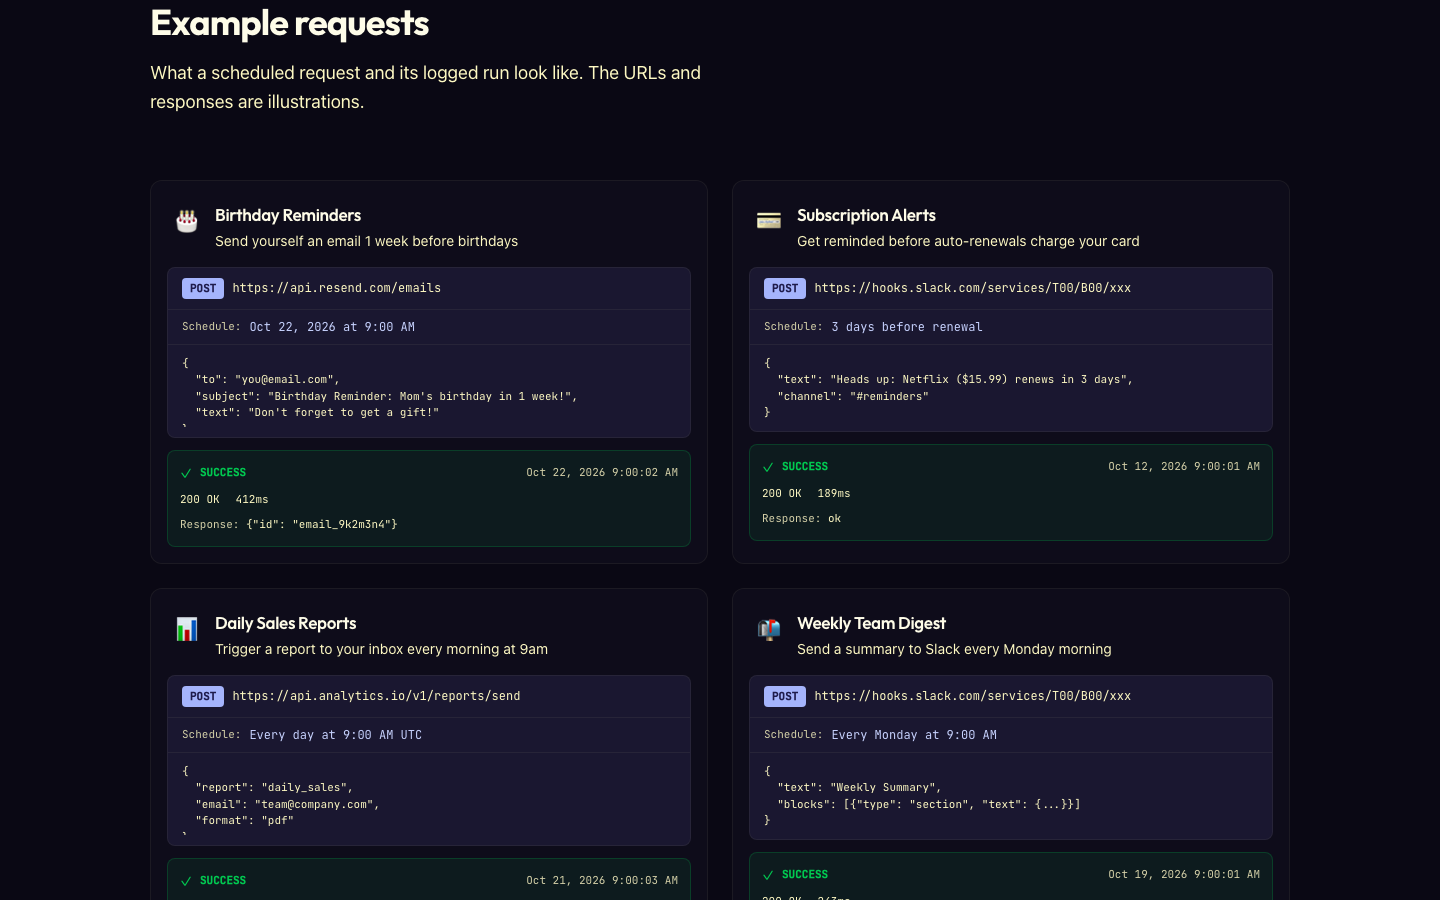 Example requests
What a scheduled request and its logged run look like. The URLs and
responses are illustrations.
Birthday Reminders
Send yourself an email 1 week before birthdays
POST https://api.resend.com/emails
Schedule: Oct 22, 2026 at 9:00 AM
{
"to": "you@email.com",
"subject": "Birthday Reminder: Mom's birthday in 1 week!",
"text": "Don't forget to get a gift!"
}
✓ SUCCESS Oct 22, 2026 9:00:02 AM
200 OK 412ms
Response: {"id": "email_9k2m3n4"}
Subscription Alerts
Get reminded before auto-renewals charge your card
POST https://hooks.slack.com/services/T00/B00/xxx
Schedule: 3 days before renewal
{
"text": "Heads up: Netflix ($15.99) renews in 3 days",
"channel": "#reminders"
}
✓ SUCCESS Oct 12, 2026 9:00:01 AM
200 OK 189ms
Response: ok
Daily Sales Reports
Trigger a report to your inbox every morning at 9am
POST https://api.analytics.io/v1/reports/send
Schedule: Every day at 9:00 AM UTC
{
"report": "daily_sales",
"email": "team@company.com",
"format": "pdf"
}
✓ SUCCESS Oct 21, 2026 9:00:03 AM
Weekly Team Digest
Send a summary to Slack every Monday morning
POST https://hooks.slack.com/services/T00/B00/xxx
Schedule: Every Monday at 9:00 AM
{
"text": "Weekly Summary",
"blocks": [{"type": "section", "text": {...}}]
}
✓ SUCCESS Oct 19, 2026 9:00:01 AM